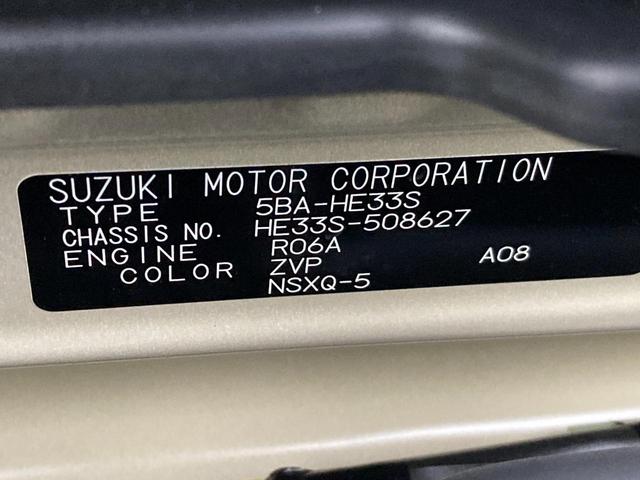 SUZUKI MOTOR CORPORATION
TYPE 5BA-HE33S
CHASSIS NO. HE33S-508627
ENGINE R06A
COLOR ZVP A08
NSXQ-5